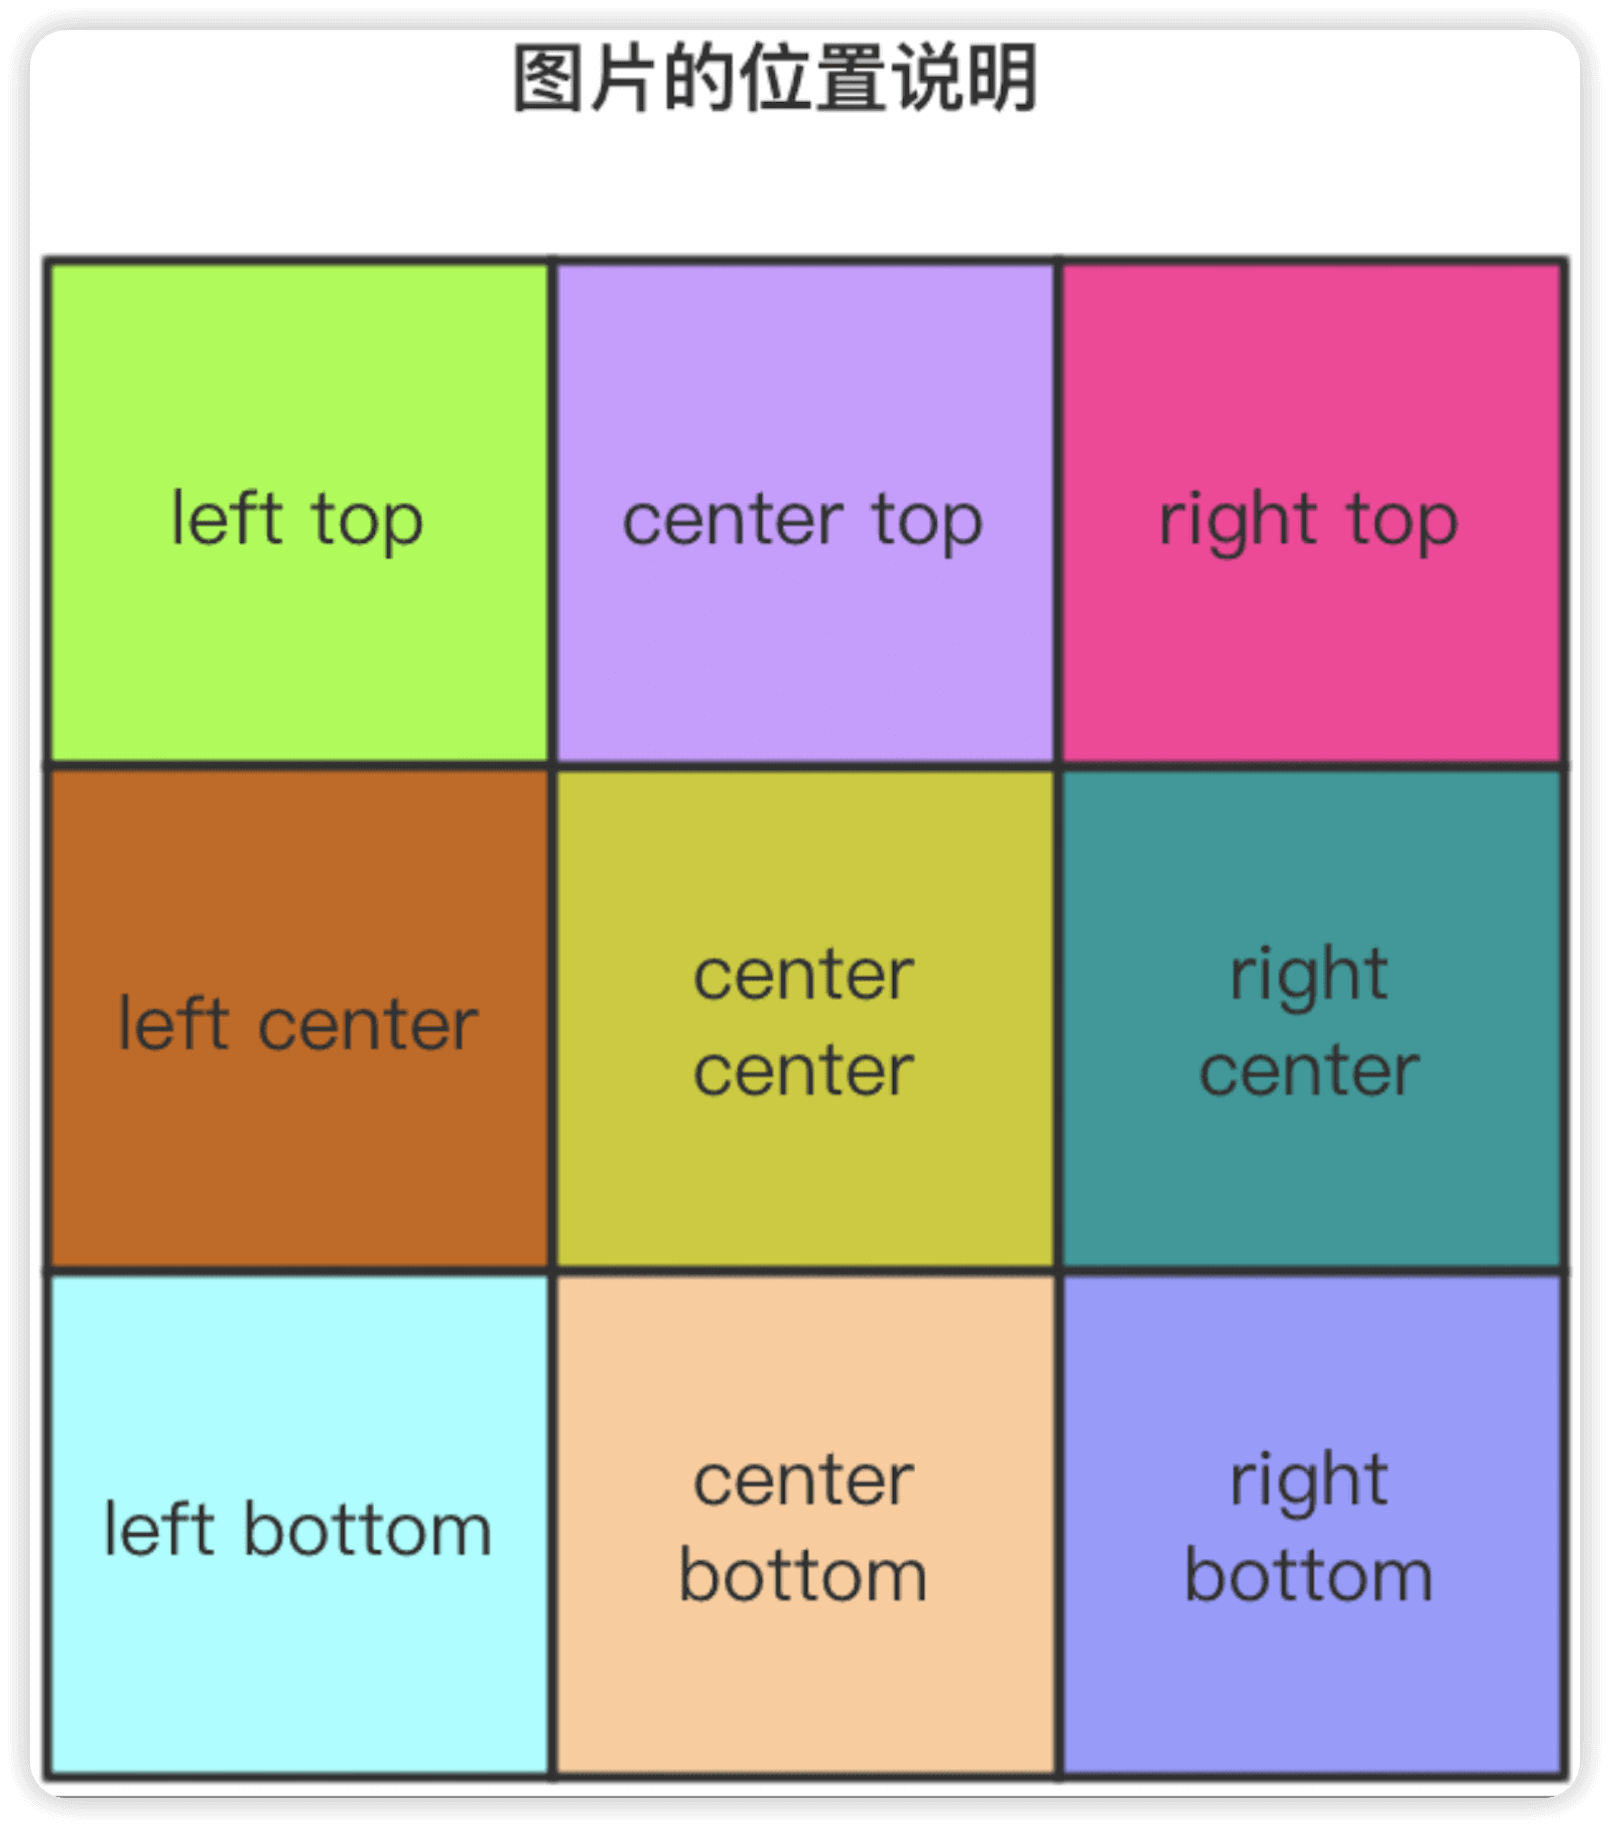 图片的位置说明
left top
center top
right top
left center
center
center
right
center
left bottom
center
bottom
right
bottom